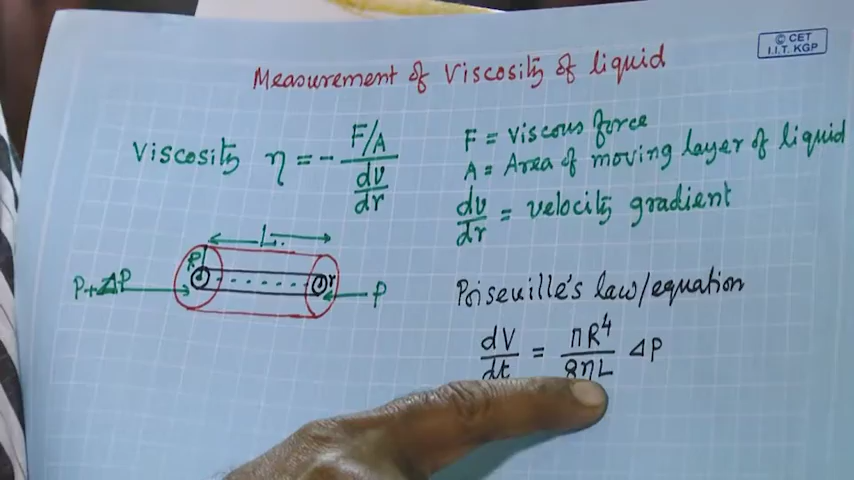 © CET
I.I.T. KGP
Measurement of Viscosity of liquid
Viscosity η = - F/A / dv/dr
F = Viscous force
A = Area of moving layer of liquid
dv/dr = velocity gradient
L
R
r
P+ΔP
P
Poiseuille's law/equation
dV/dt = πR⁴/8ηL ΔP